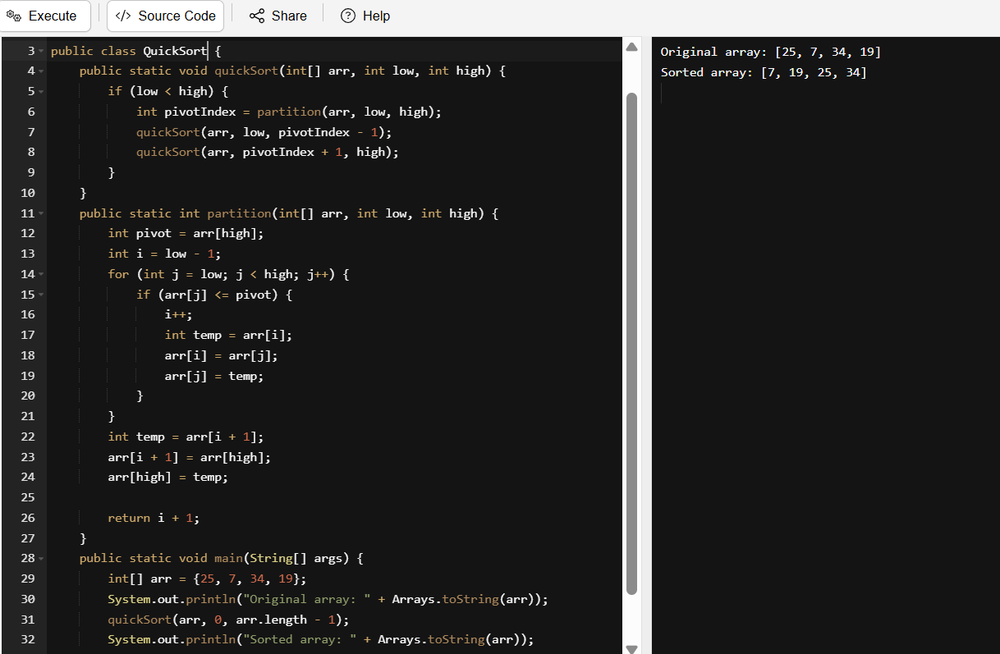 Execute </> Source Code Share Help
3 public class QuickSort {
4     public static void quickSort(int[] arr, int low, int high) {
5         if (low < high) {
6             int pivotIndex = partition(arr, low, high);
7             quickSort(arr, low, pivotIndex - 1);
8             quickSort(arr, pivotIndex + 1, high);
9         }
10     }
11     public static int partition(int[] arr, int low, int high) {
12         int pivot = arr[high];
13         int i = low - 1;
14         for (int j = low; j < high; j++) {
15             if (arr[j] <= pivot) {
16                 i++;
17                 int temp = arr[i];
18                 arr[i] = arr[j];
19                 arr[j] = temp;
20             }
21         }
22         int temp = arr[i + 1];
23         arr[i + 1] = arr[high];
24         arr[high] = temp;
25
26         return i + 1;
27     }
28     public static void main(String[] args) {
29         int[] arr = {25, 7, 34, 19};
30         System.out.println("Original array: " + Arrays.toString(arr));
31         quickSort(arr, 0, arr.length - 1);
32         System.out.println("Sorted array: " + Arrays.toString(arr));
Original array: [25, 7, 34, 19]
Sorted array: [7, 19, 25, 34]